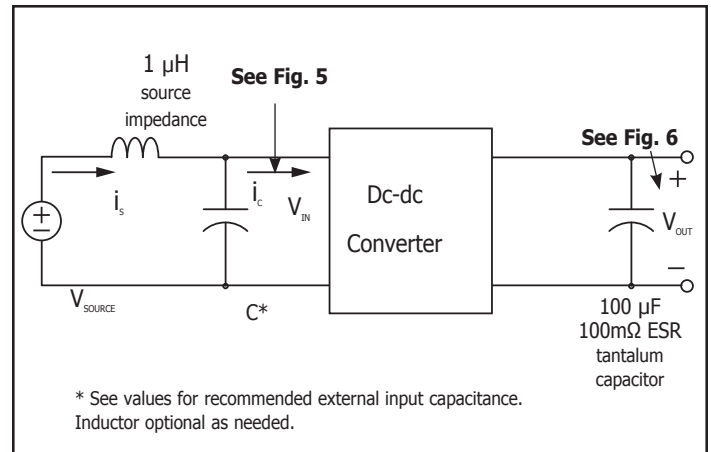 1 µH
source
impedance
See Fig. 5
See Fig. 6
iS
iC
VIN
Dc-dc
Converter
+
VOUT
–
+
–
VSOURCE
C*
100 µF
100mΩ ESR
tantalum
capacitor
* See values for recommended external input capacitance.
Inductor optional as needed.